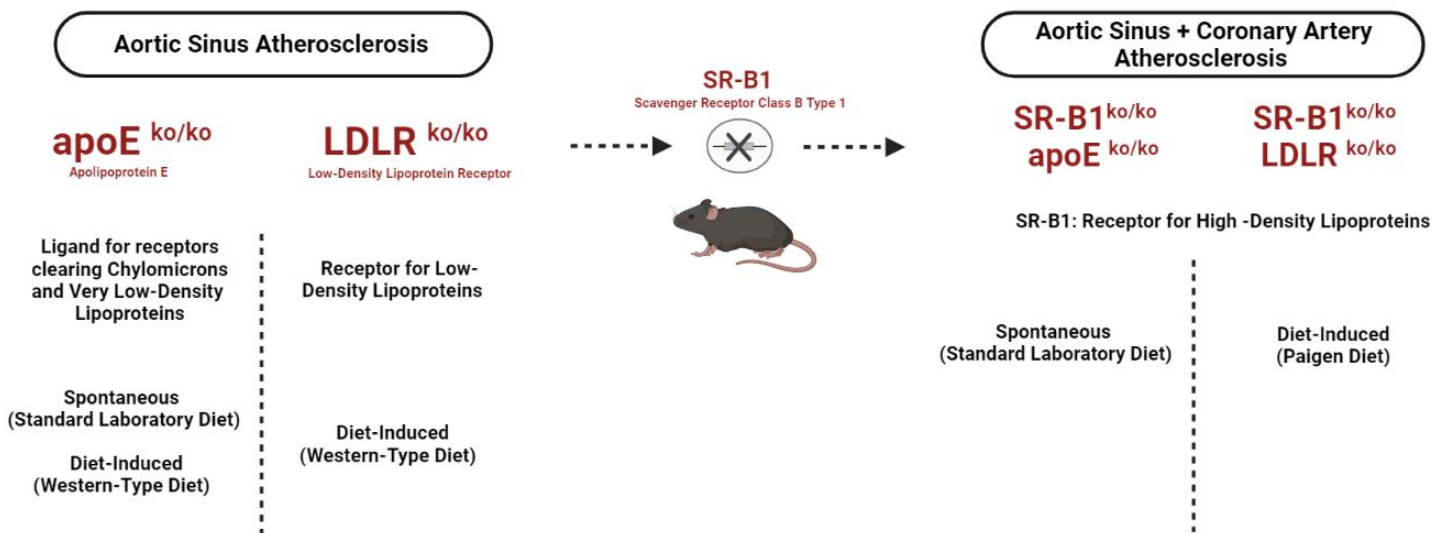 Aortic Sinus Atherosclerosis
apoE ko/ko
Apolipoprotein E
LDLR ko/ko
Low-Density Lipoprotein Receptor
Ligand for receptors
clearing Chylomicrons
and Very Low-Density
Lipoproteins
Receptor for Low-
Density Lipoproteins
Spontaneous
(Standard Laboratory Diet)
Diet-Induced
(Western-Type Diet)
Diet-Induced
(Western-Type Diet)
SR-B1
Scavenger Receptor Class B Type 1
Aortic Sinus + Coronary Artery
Atherosclerosis
SR-B1ko/ko
apoE ko/ko
SR-B1ko/ko
LDLR ko/ko
SR-B1: Receptor for High -Density Lipoproteins
Spontaneous
(Standard Laboratory Diet)
Diet-Induced
(Paigen Diet)